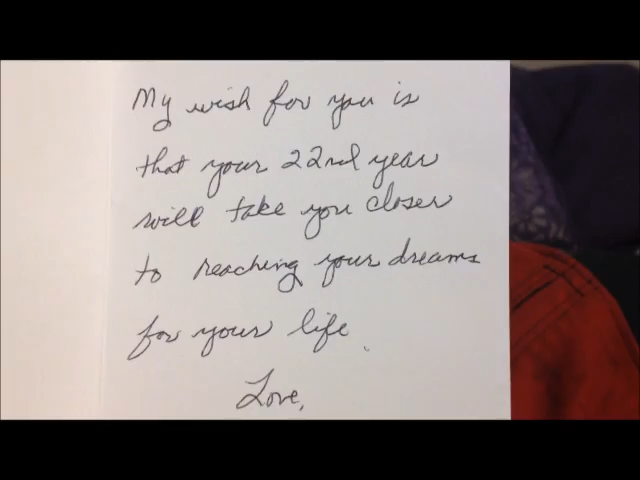 My wish for you is
that your 22nd year
will take you closer
to reaching your dreams
for your life.
Love,